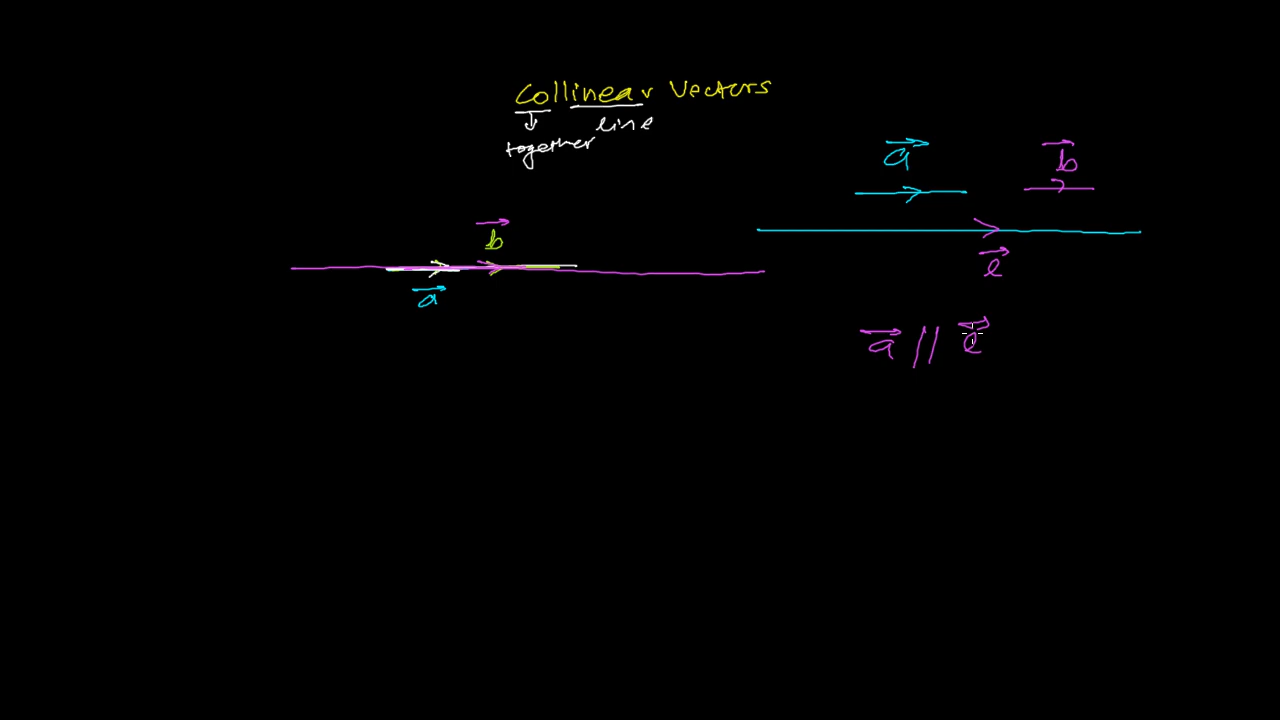 Collinear Vectors
line
together
a⃗
b⃗
b⃗
e⃗
a⃗
a⃗ // e⃗